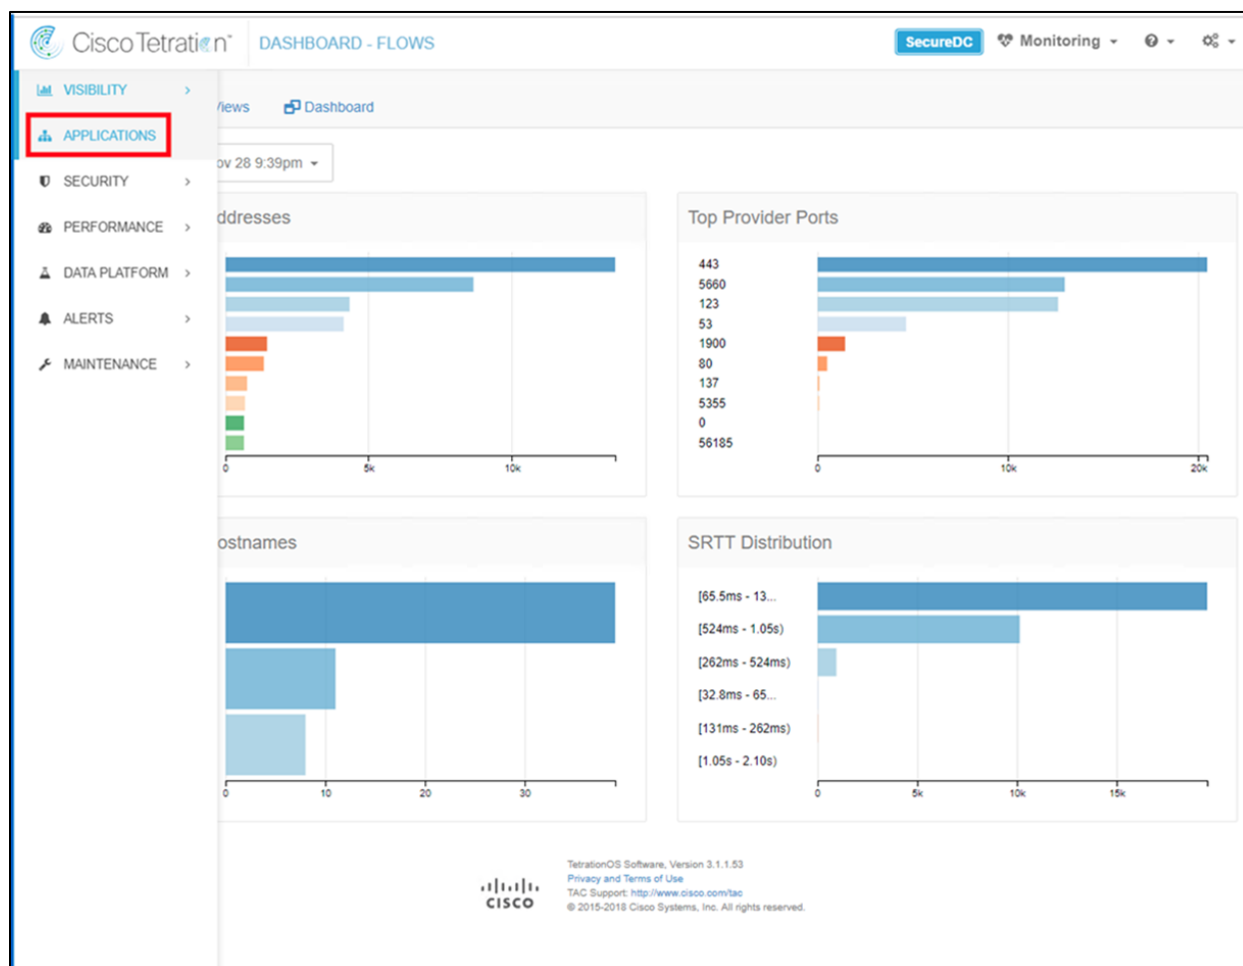 Cisco Tetration™
DASHBOARD - FLOWS
SecureDC
Monitoring
VISIBILITY
APPLICATIONS
SECURITY
PERFORMANCE
DATA PLATFORM
ALERTS
MAINTENANCE
Dashboard
28 9:39pm
Top Provider Ports
443
5660
123
53
1900
80
137
5355
0
56185
0 5k 10k
0 10k 20k
SRTT Distribution
[65.5ms - 13...
[524ms - 1.05s)
[262ms - 524ms)
[32.8ms - 65...
[131ms - 262ms)
[1.05s - 2.10s)
0 10 20 30
0 5k 10k 15k
CISCO
TetrationOS Software, Version 3.1.1.53
Privacy and Terms of Use
TAC Support: http://www.cisco.com/tac
© 2015-2018 Cisco Systems, Inc. All rights reserved.